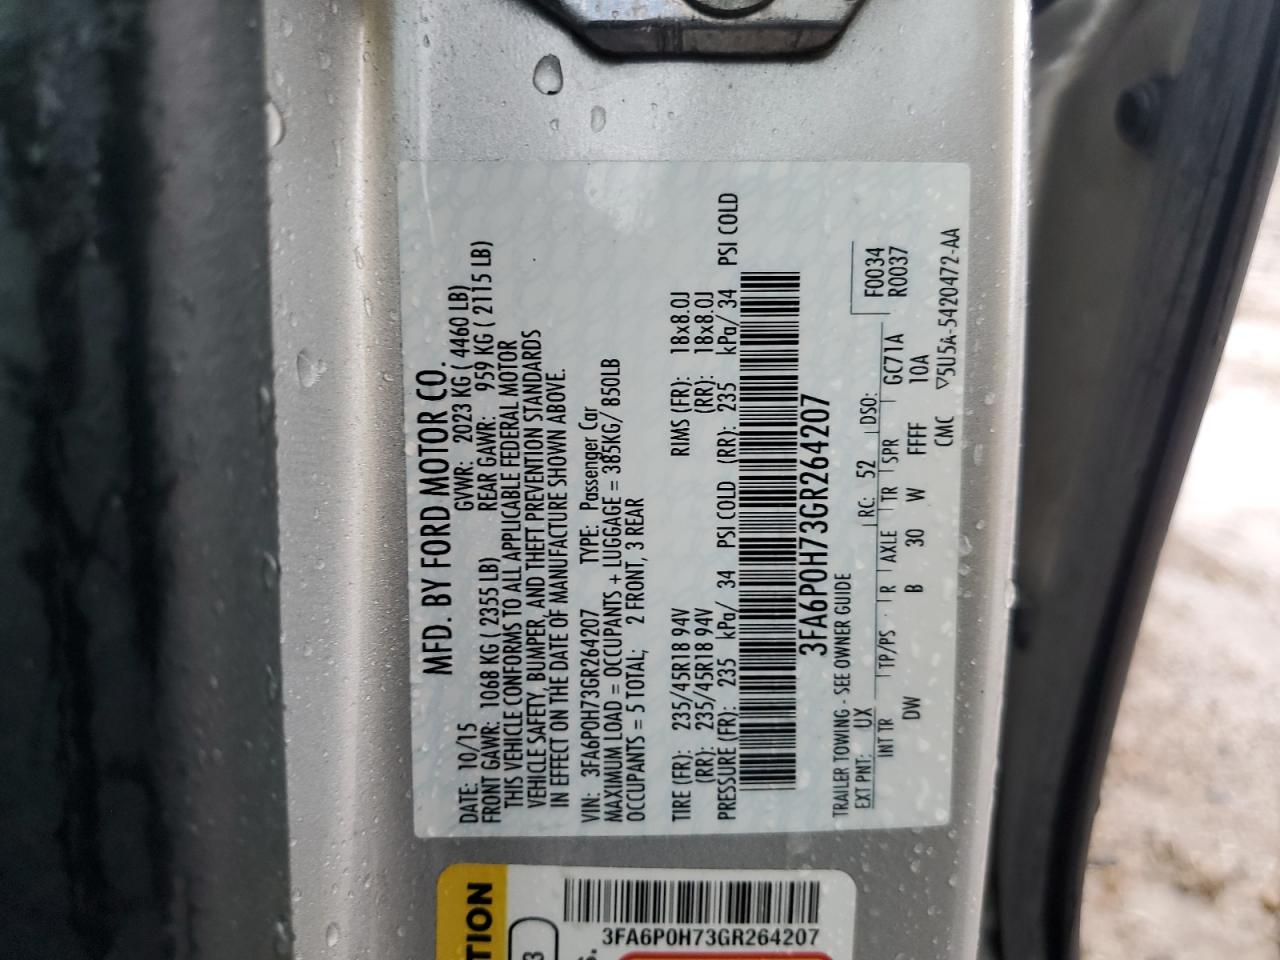 MFD. BY FORD MOTOR CO.
DATE: 10/15 GVWR: 2023 KG ( 4460 LB)
FRONT GAWR: 1068 KG ( 2355 LB) REAR GAWR: 959 KG ( 2115 LB)
THIS VEHICLE CONFORMS TO ALL APPLICABLE FEDERAL MOTOR
VEHICLE SAFETY, BUMPER, AND THEFT PREVENTION STANDARDS
IN EFFECT ON THE DATE OF MANUFACTURE SHOWN ABOVE.
VIN: 3FA6P0H73GR264207 TYPE: Passenger Car
MAXIMUM LOAD = OCCUPANTS + LUGGAGE = 385KG/ 850LB
OCCUPANTS = 5 TOTAL; 2 FRONT, 3 REAR
TIRE (FR): 235/45R18 94V RIMS (FR): 18x8.0J
(RR): 235/45R18 94V (RR): 18x8.0J
PRESSURE (FR): 235 kPa/ 34 PSI COLD (RR): 235 kPa/ 34 PSI COLD
3FA6P0H73GR264207
TRAILER TOWING - SEE OWNER GUIDE F0034
EXT PNT: UX RC: 52 DSO: R0037
INT TR TP/PS R AXLE TR SPR GC71A
DW B 30 W FFFF 10A
CMC ▽5U5A-5420472-AA
TION
3
S.
3FA6P0H73GR264207